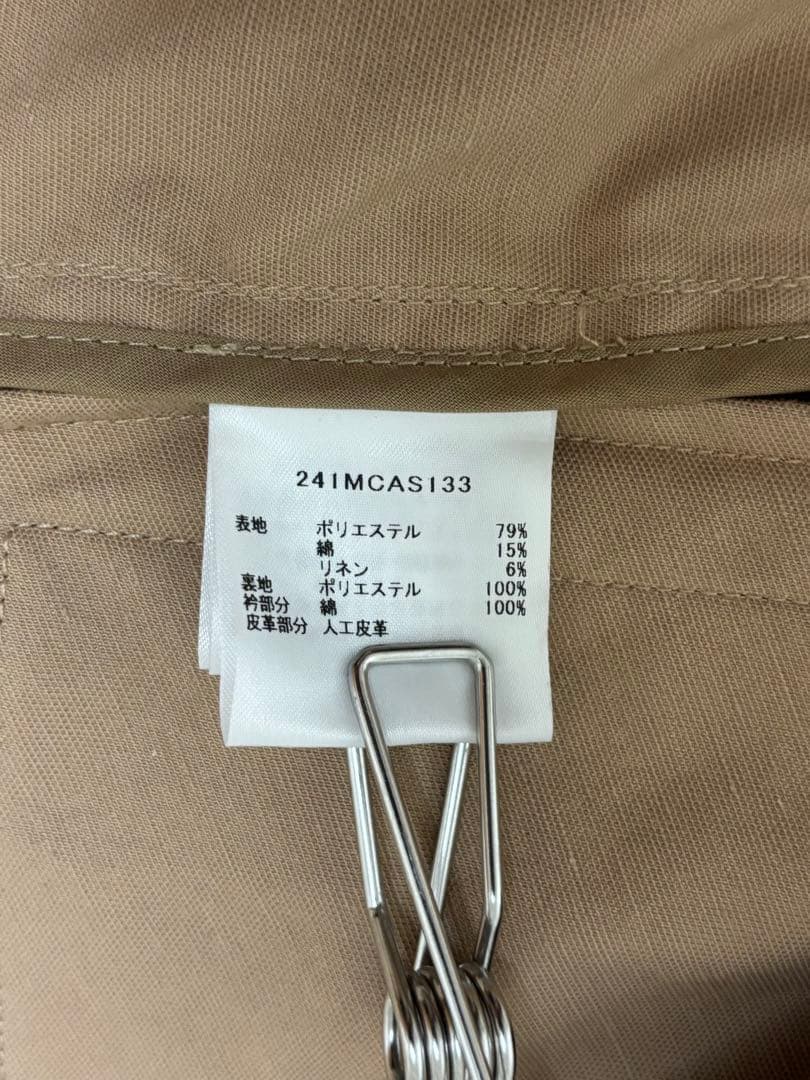 241MCAS133
表地 ポリエステル 79%
綿 15%
リネン 6%
裏地 ポリエステル 100%
衿部分 綿 100%
皮革部分 人工皮革